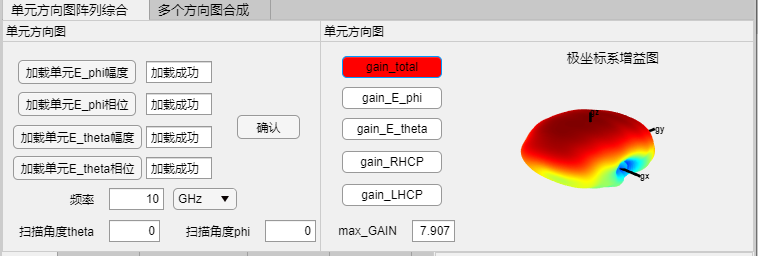 单元方向图阵列综合
多个方向图合成
单元方向图
单元方向图
加载单元E_phi幅度
加载成功
加载单元E_phi相位
加载成功
加载单元E_theta幅度
加载成功
加载单元E_theta相位
加载成功
确认
频率
10
GHz
扫描角度theta
0
扫描角度phi
0
gain_total
gain_E_phi
gain_E_theta
gain_RHCP
gain_LHCP
max_GAIN
7.907
极坐标系增益图
gz
gy
gx